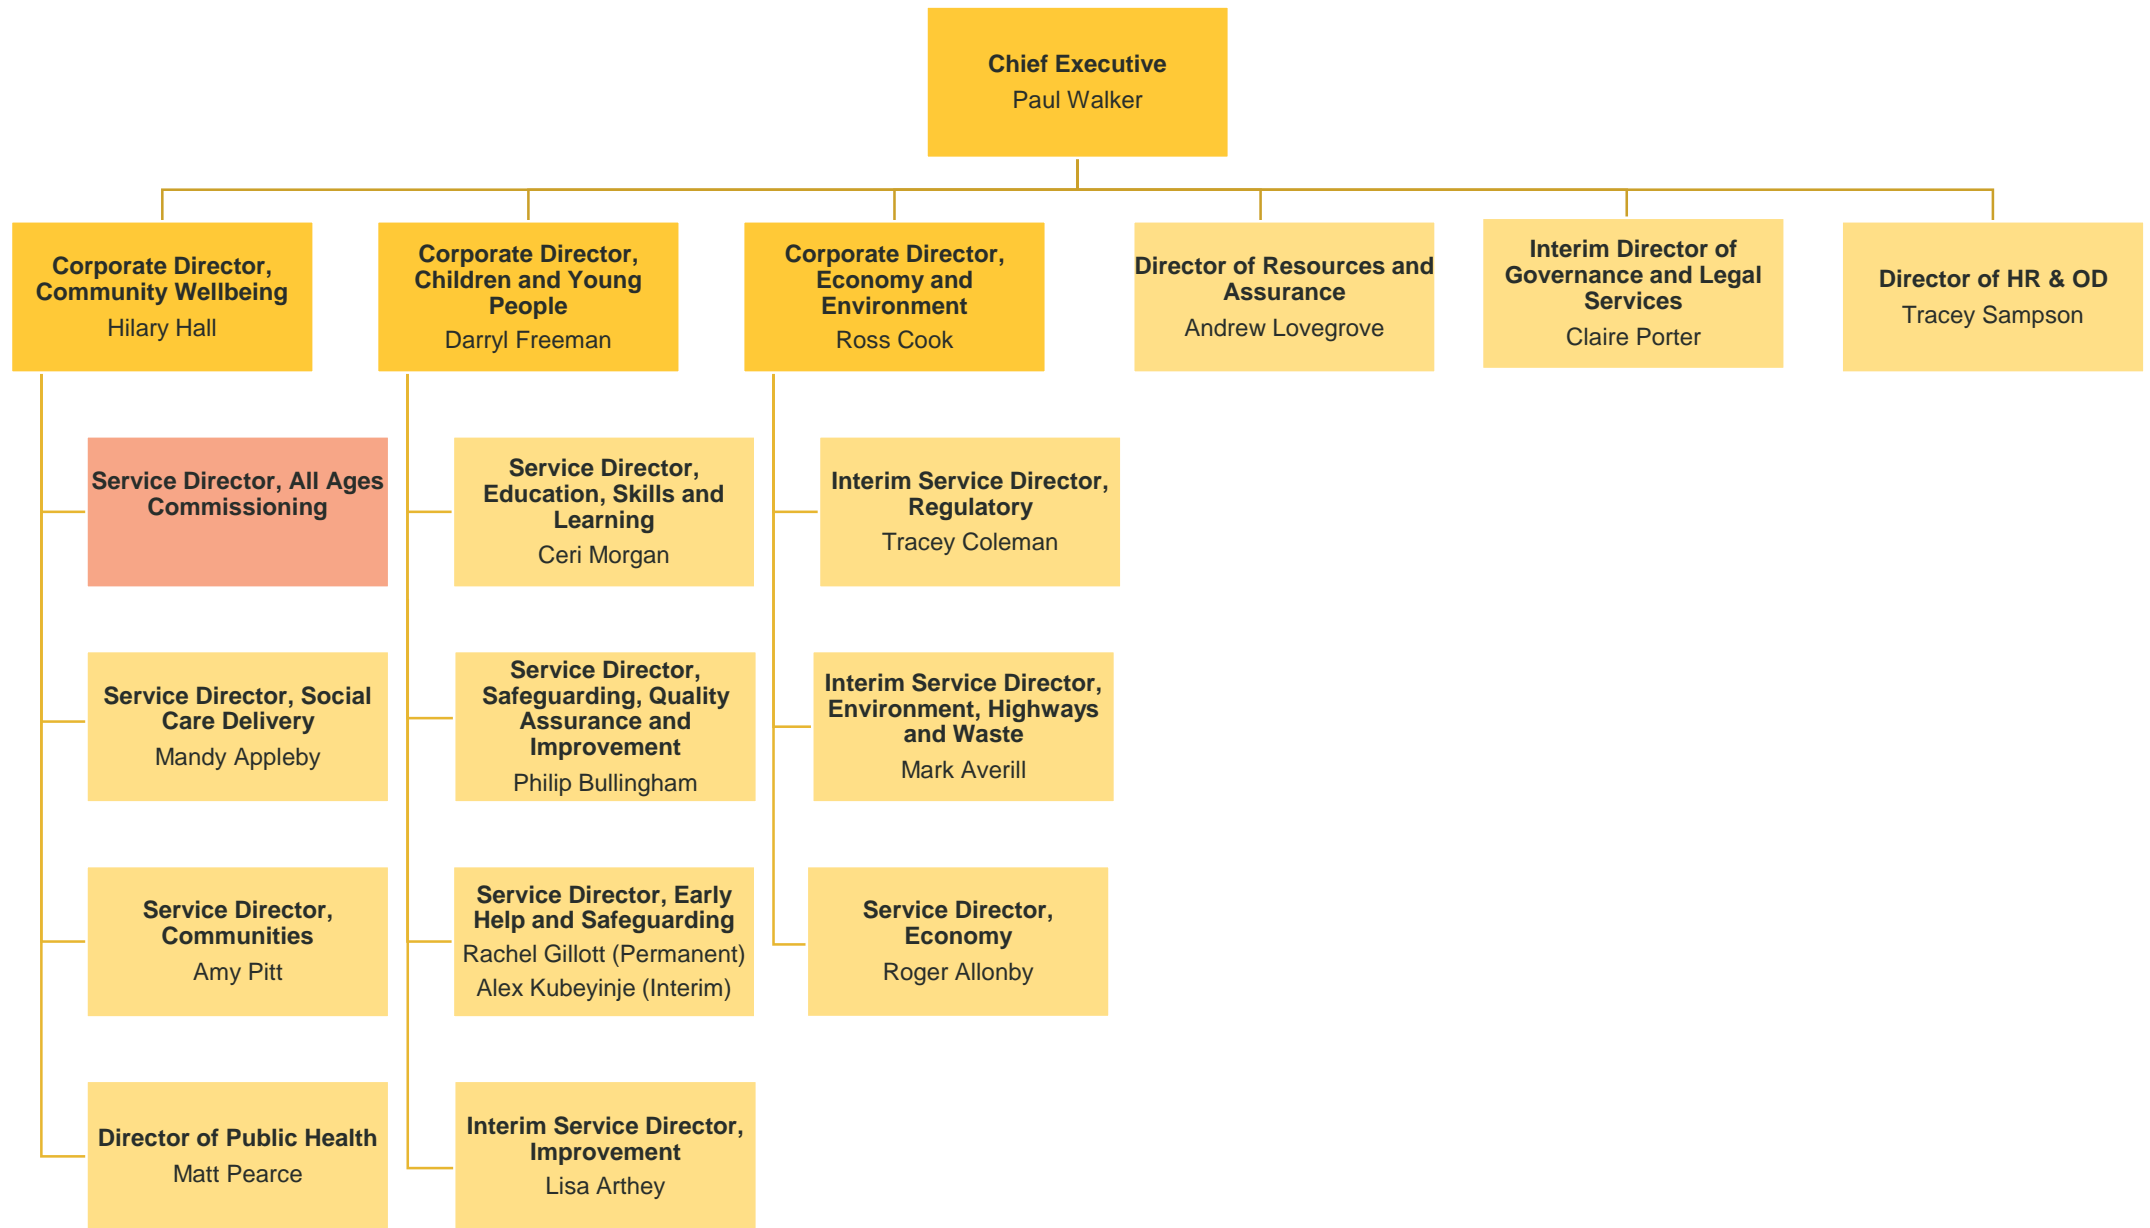 Chief Executive
Paul Walker
Corporate Director,
Community Wellbeing
Hilary Hall
Corporate Director,
Children and Young
People
Darryl Freeman
Corporate Director,
Economy and
Environment
Ross Cook
Director of Resources and
Assurance
Andrew Lovegrove
Interim Director of
Governance and Legal
Services
Claire Porter
Director of HR & OD
Tracey Sampson
Service Director, All Ages
Commissioning
Service Director, Social
Care Delivery
Mandy Appleby
Service Director,
Communities
Amy Pitt
Director of Public Health
Matt Pearce
Service Director,
Education, Skills and
Learning
Ceri Morgan
Service Director,
Safeguarding, Quality
Assurance and
Improvement
Philip Bullingham
Service Director, Early
Help and Safeguarding
Rachel Gillott (Permanent)
Alex Kubeyinje (Interim)
Interim Service Director,
Improvement
Lisa Arthey
Interim Service Director,
Regulatory
Tracey Coleman
Interim Service Director,
Environment, Highways
and Waste
Mark Averill
Service Director,
Economy
Roger Allonby